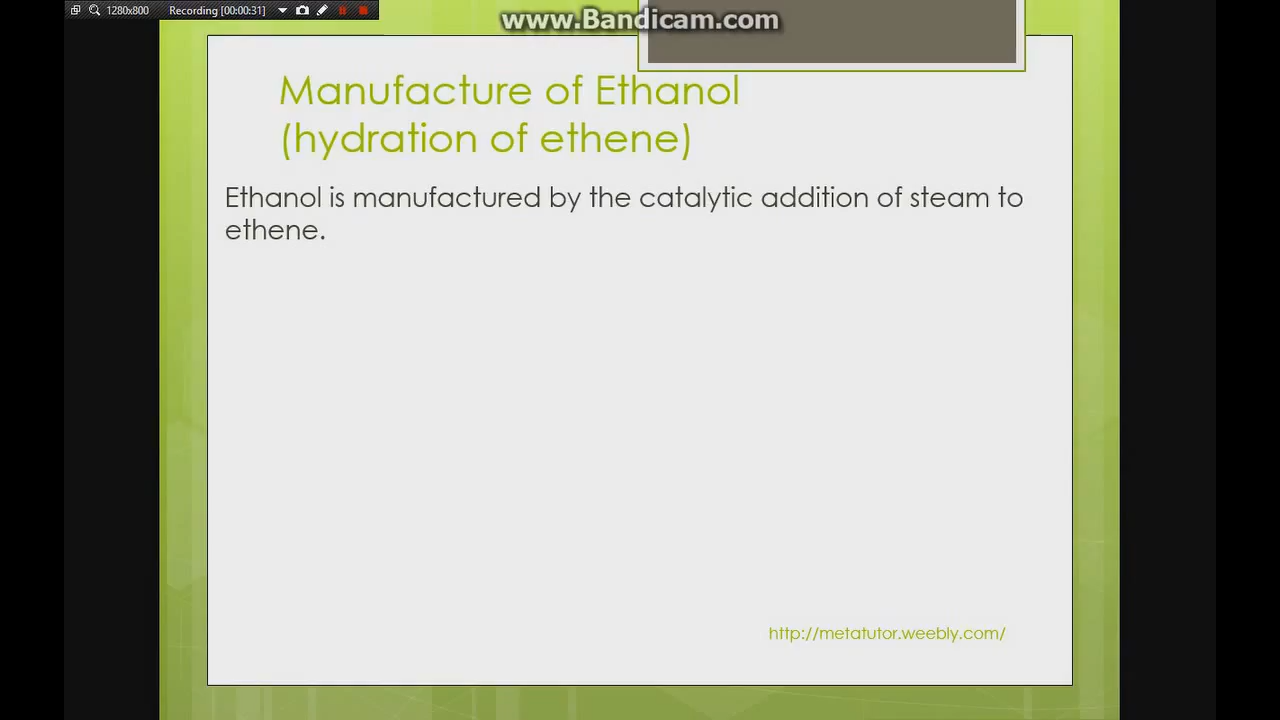 1280x800 Recording [00:00:31]
www.Bandicam.com
Manufacture of Ethanol
(hydration of ethene)
Ethanol is manufactured by the catalytic addition of steam to
ethene.
http://metatutor.weebly.com/